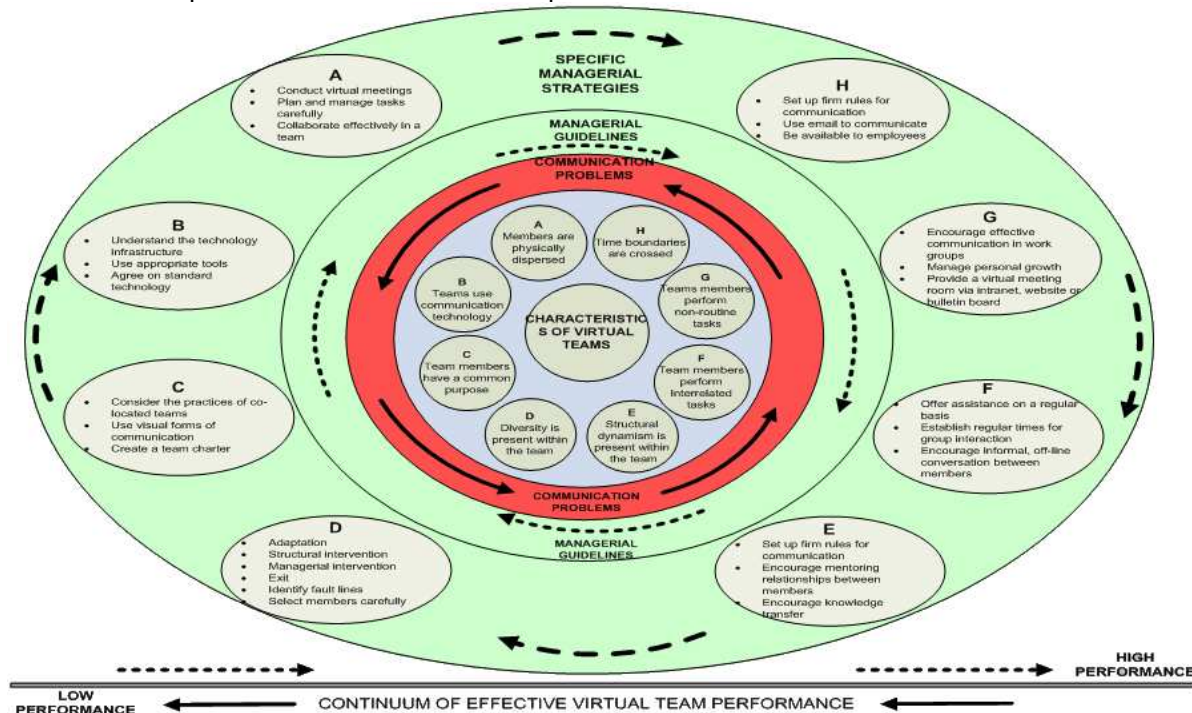 SPECIFIC
MANAGERIAL
STRATEGIES
A
• Conduct virtual meetings
• Plan and manage tasks
carefully
• Collaborate effectively in a
team
H
• Set up firm rules for
communication
• Use email to communicate
• Be available to employees
MANAGERIAL
GUIDELINES
COMMUNICATION
PROBLEMS
B
• Understand the technology
infrastructure
• Use appropriate tools
• Agree on standard
technology
G
• Encourage effective
communication in work
groups
• Manage personal growth
• Provide a virtual meeting
room via intranet, website or
bulletin board
A
Members are
physically
dispersed
H
Time boundaries
are crossed
B
Teams use
communication
technology
G
Teams members
perform
non-routine
tasks
CHARACTERISTIC
S OF VIRTUAL
TEAMS
C
Team members
have a common
purpose
F
Team members
perform
Interrelated
tasks
D
Diversity is
present within
the team
E
Structural
dynamism is
present within
the team
C
• Consider the practices of co-
located teams
• Use visual forms of
communication
• Create a team charter
F
• Offer assistance on a regular
basis
• Establish regular times for
group interaction
• Encourage informal, off-line
conversation between
members
COMMUNICATION
PROBLEMS
MANAGERIAL
GUIDELINES
D
• Adaptation
• Structural intervention
• Managerial intervention
• Exit
• Identify fault lines
• Select members carefully
E
• Set up firm rules for
communication
• Encourage mentoring
relationships between
members
• Encourage knowledge
transfer
HIGH
PERFORMANCE
LOW
PERFORMANCE
CONTINUUM OF EFFECTIVE VIRTUAL TEAM PERFORMANCE